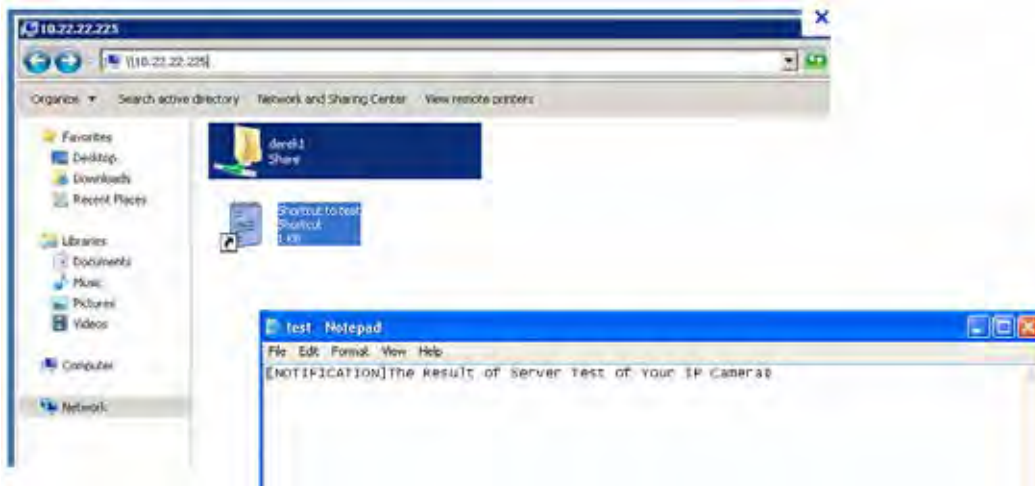 10.22.22.225
\\10.22.22.225
Organize Search active directory Network and Sharing Center View remote printers
Favorites
Desktop
Downloads
Recent Places
Libraries
Documents
Music
Pictures
Videos
Computer
Network
derek1
Share
Shortcut to test
Shortcut
1 KB
test Notepad
File Edit Format View Help
[NOTIFICATION]The Result of Server Test of Your IP Camera